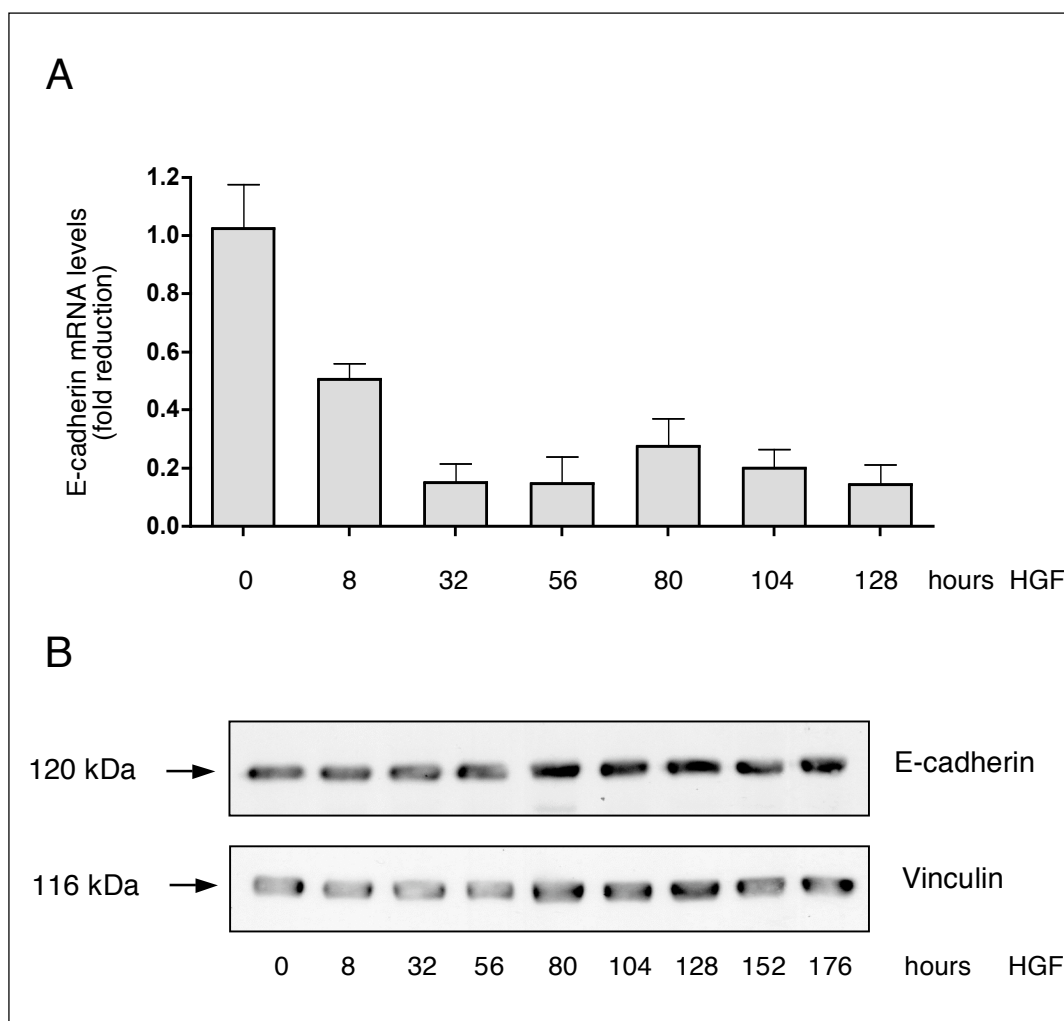 A
E-cadherin mRNA levels
(fold reduction)
1.2
1.0
0.8
0.6
0.4
0.2
0.0
0 8 32 56 80 104 128 hours HGF
B
120 kDa E-cadherin
116 kDa Vinculin
0 8 32 56 80 104 128 152 176 hours HGF